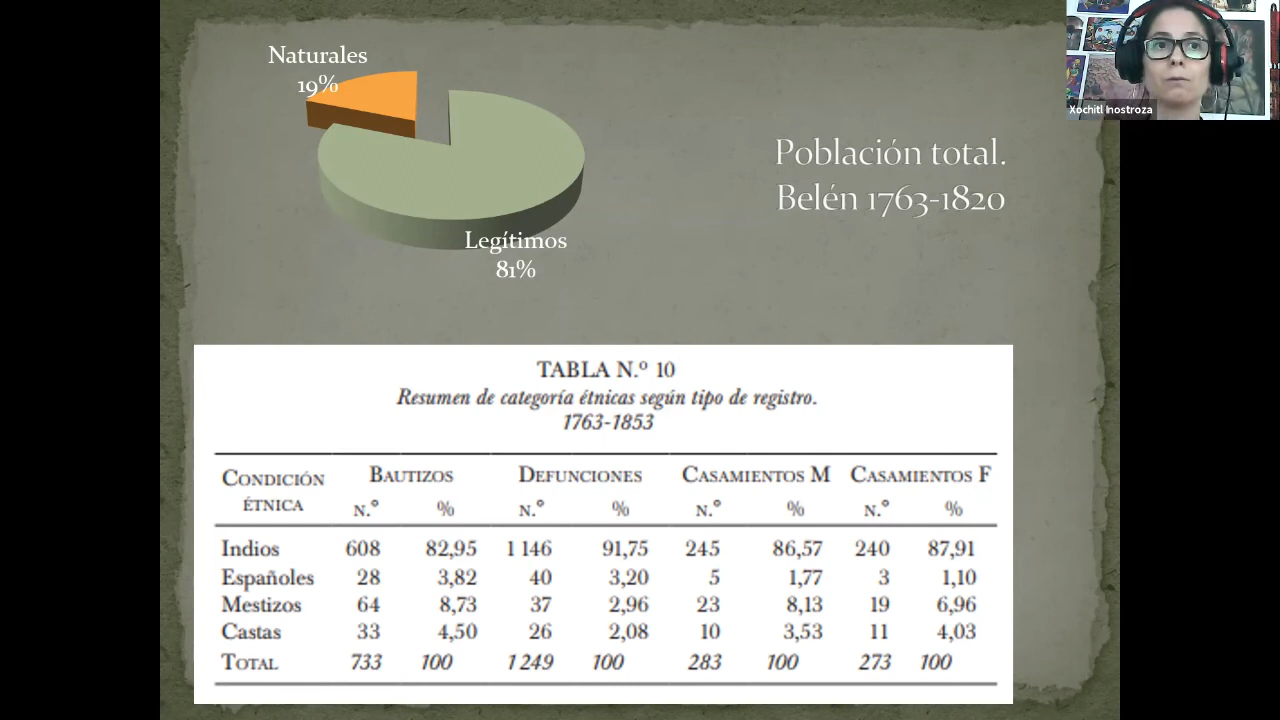 Naturales
19%
Legítimos
81%
Población total.
Belén 1763-1820
Xochitl Inostroza
TABLA N.º 10
Resumen de categoría étnicas según tipo de registro.
1763-1853
CONDICIÓN ÉTNICA BAUTIZOS DEFUNCIONES CASAMIENTOS M CASAMIENTOS F
N.º % N.º % N.º % N.º %
Indios 608 82,95 1 146 91,75 245 86,57 240 87,91
Españoles 28 3,82 40 3,20 5 1,77 3 1,10
Mestizos 64 8,73 37 2,96 23 8,13 19 6,96
Castas 33 4,50 26 2,08 10 3,53 11 4,03
TOTAL 733 100 1 249 100 283 100 273 100